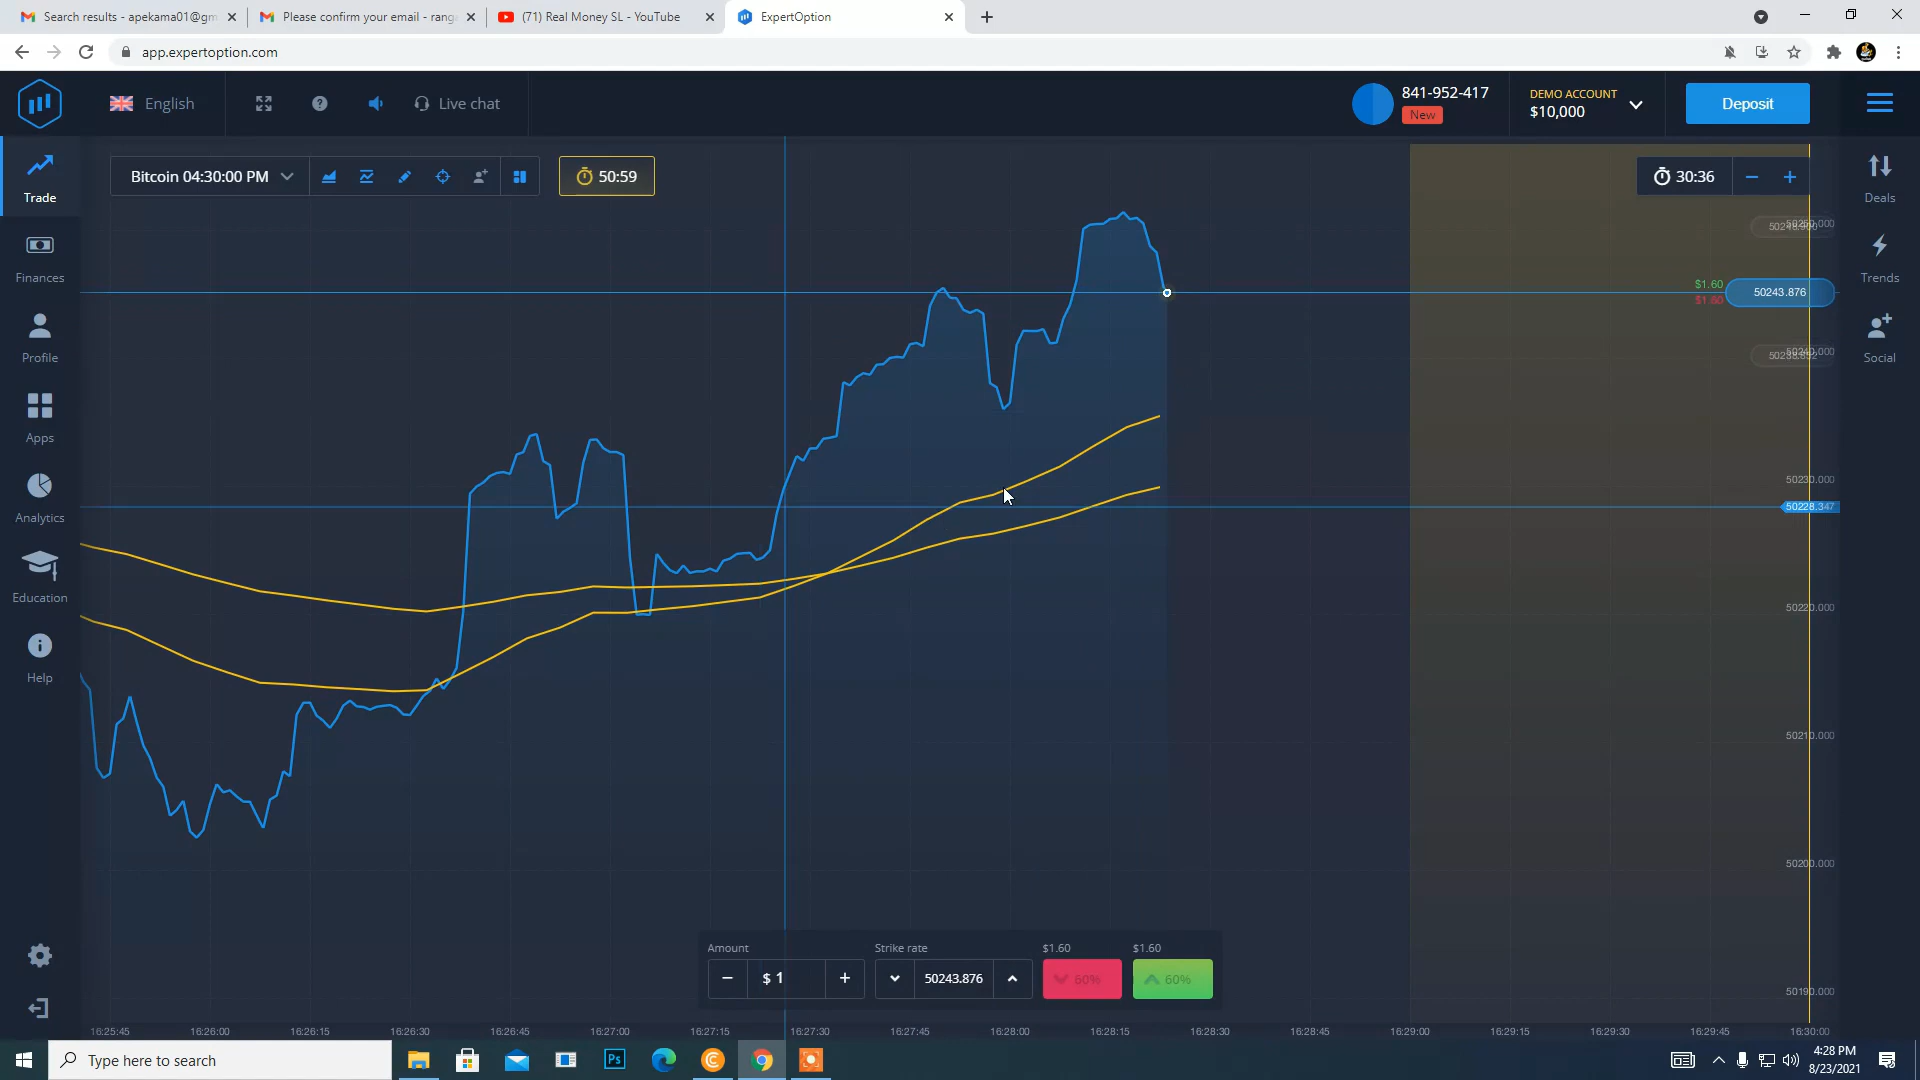 Search results - apekama01@gm
Please confirm your email - rang
(71) Real Money SL - YouTube
ExpertOption
app.expertoption.com
English
Live chat
841-952-417
New
DEMO ACCOUNT
$10,000
Deposit
Trade
Finances
Profile
Apps
Analytics
Education
Help
Bitcoin 04:30:00 PM
50:59
30:36
Deals
Trends
Social
$1.60
$1.60
50243.876
50230.000
50228.347
50220.000
50210.000
50200.000
50190.000
Amount
$ 1
Strike rate
50243.876
$1.60
60%
$1.60
60%
16:25:45
16:26:00
16:26:15
16:26:30
16:26:45
16:27:00
16:27:15
16:27:30
16:27:45
16:28:00
16:28:15
16:28:30
16:28:45
16:29:00
16:29:15
16:29:30
16:29:45
16:30:00
Type here to search
Ps
4:28 PM
8/23/2021